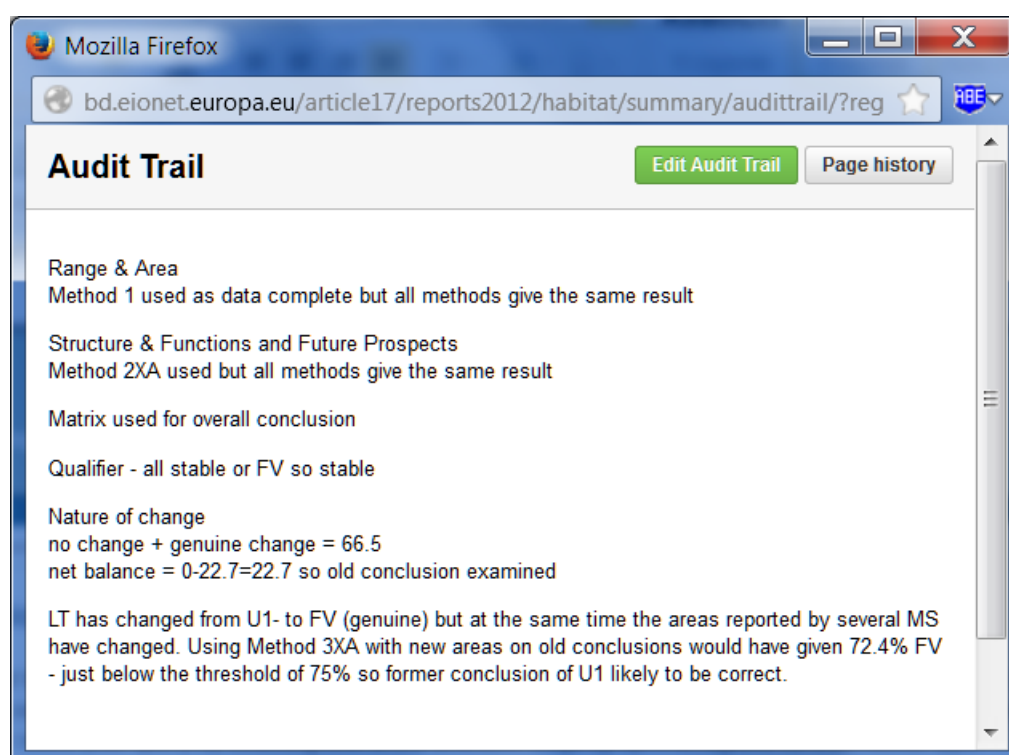 Mozilla Firefox
bd.eionet.europa.eu/article17/reports2012/habitat/summary/audittrail/?reg
ABE
Audit Trail
Edit Audit Trail
Page history
Range & Area
Method 1 used as data complete but all methods give the same result
Structure & Functions and Future Prospects
Method 2XA used but all methods give the same result
Matrix used for overall conclusion
Qualifier - all stable or FV so stable
Nature of change
no change + genuine change = 66.5
net balance = 0-22.7=22.7 so old conclusion examined
LT has changed from U1- to FV (genuine) but at the same time the areas reported by several MS
have changed. Using Method 3XA with new areas on old conclusions would have given 72.4% FV
- just below the threshold of 75% so former conclusion of U1 likely to be correct.